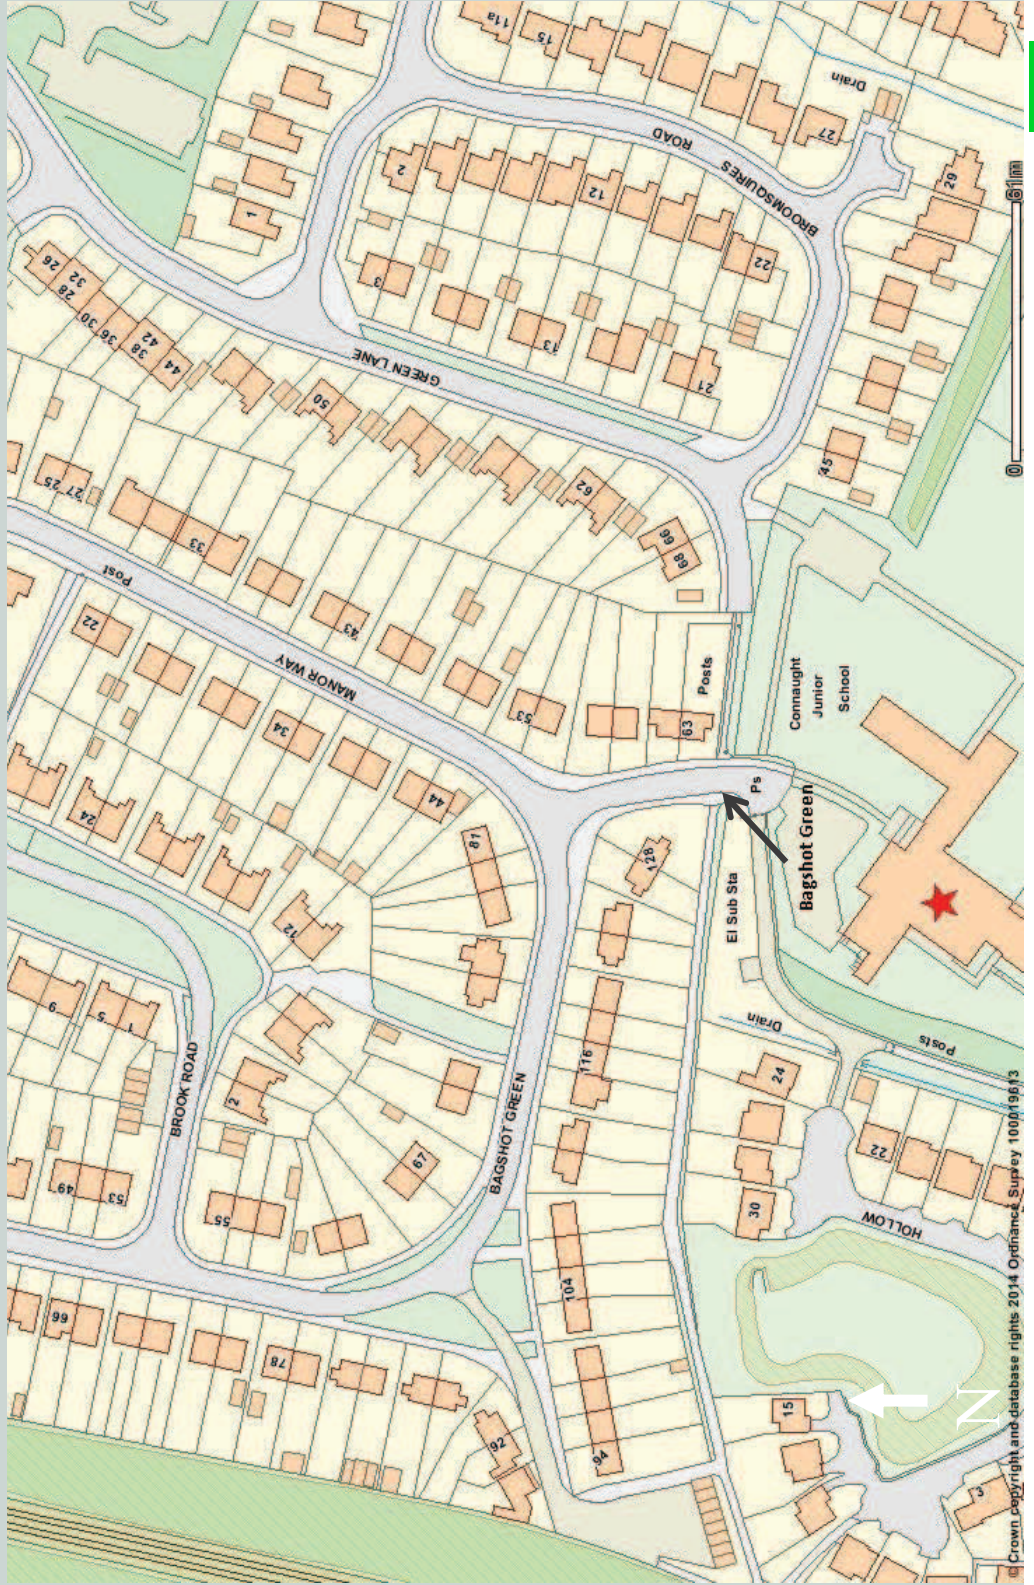 11a
15
27
Drain
ROAD
BROOMSQUIRES
2
12
22
29
1
3
13
21
45
26
32
28
30
36
42
38
44
GREEN LANE
50
62
66
68
25
27
33
43
53
63
Post
MANOR WAY
22
34
44
Posts
Connaught
Junior
School
Ps
Bagshot Green
24
12
81
128
El Sub Sta
9
5
1
BROOK ROAD
2
116
Drain
Posts
24
22
30
HOLLOW
49
53
55
67
BAGSHOT GREEN
104
66
78
92
94
15
3
N
0
61m
© Crown copyright and database rights 2014 Ordnance Survey 100019613